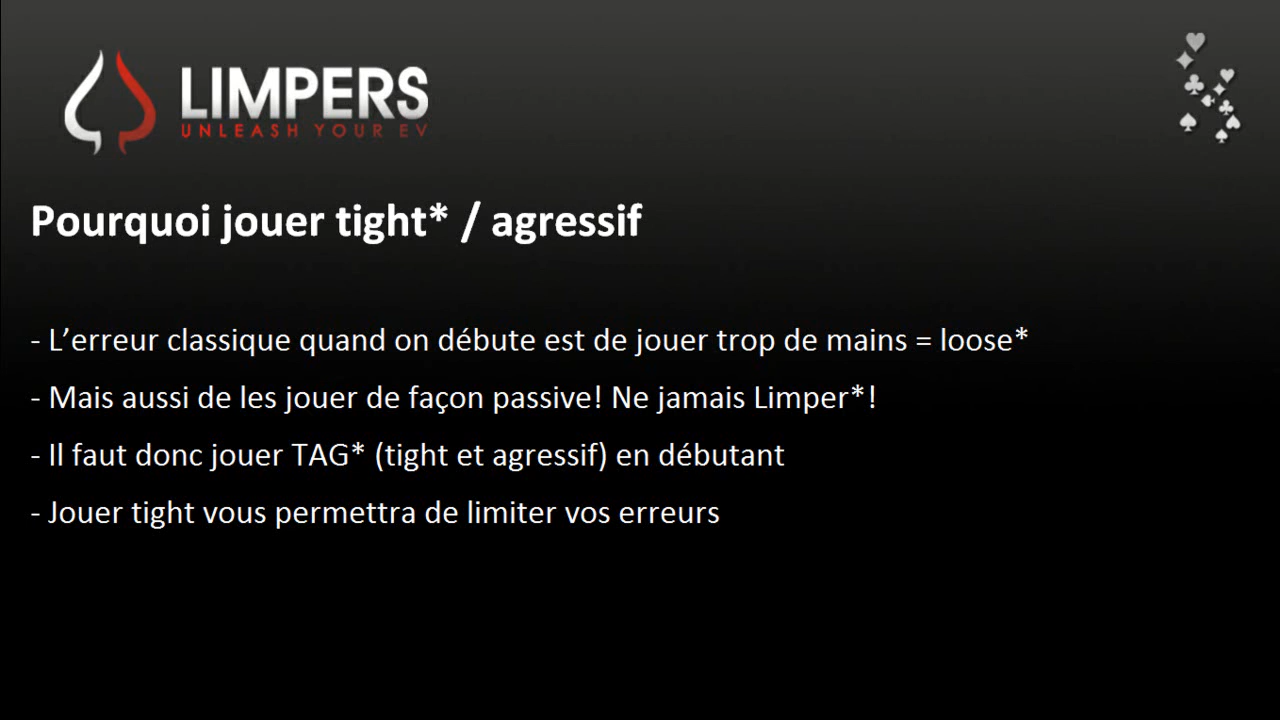 LIMPERS
UNLEASH YOUR EV
Pourquoi jouer tight* / agressif
- L’erreur classique quand on débute est de jouer trop de mains = loose*
- Mais aussi de les jouer de façon passive! Ne jamais Limper*!
- Il faut donc jouer TAG* (tight et agressif) en débutant
- Jouer tight vous permettra de limiter vos erreurs